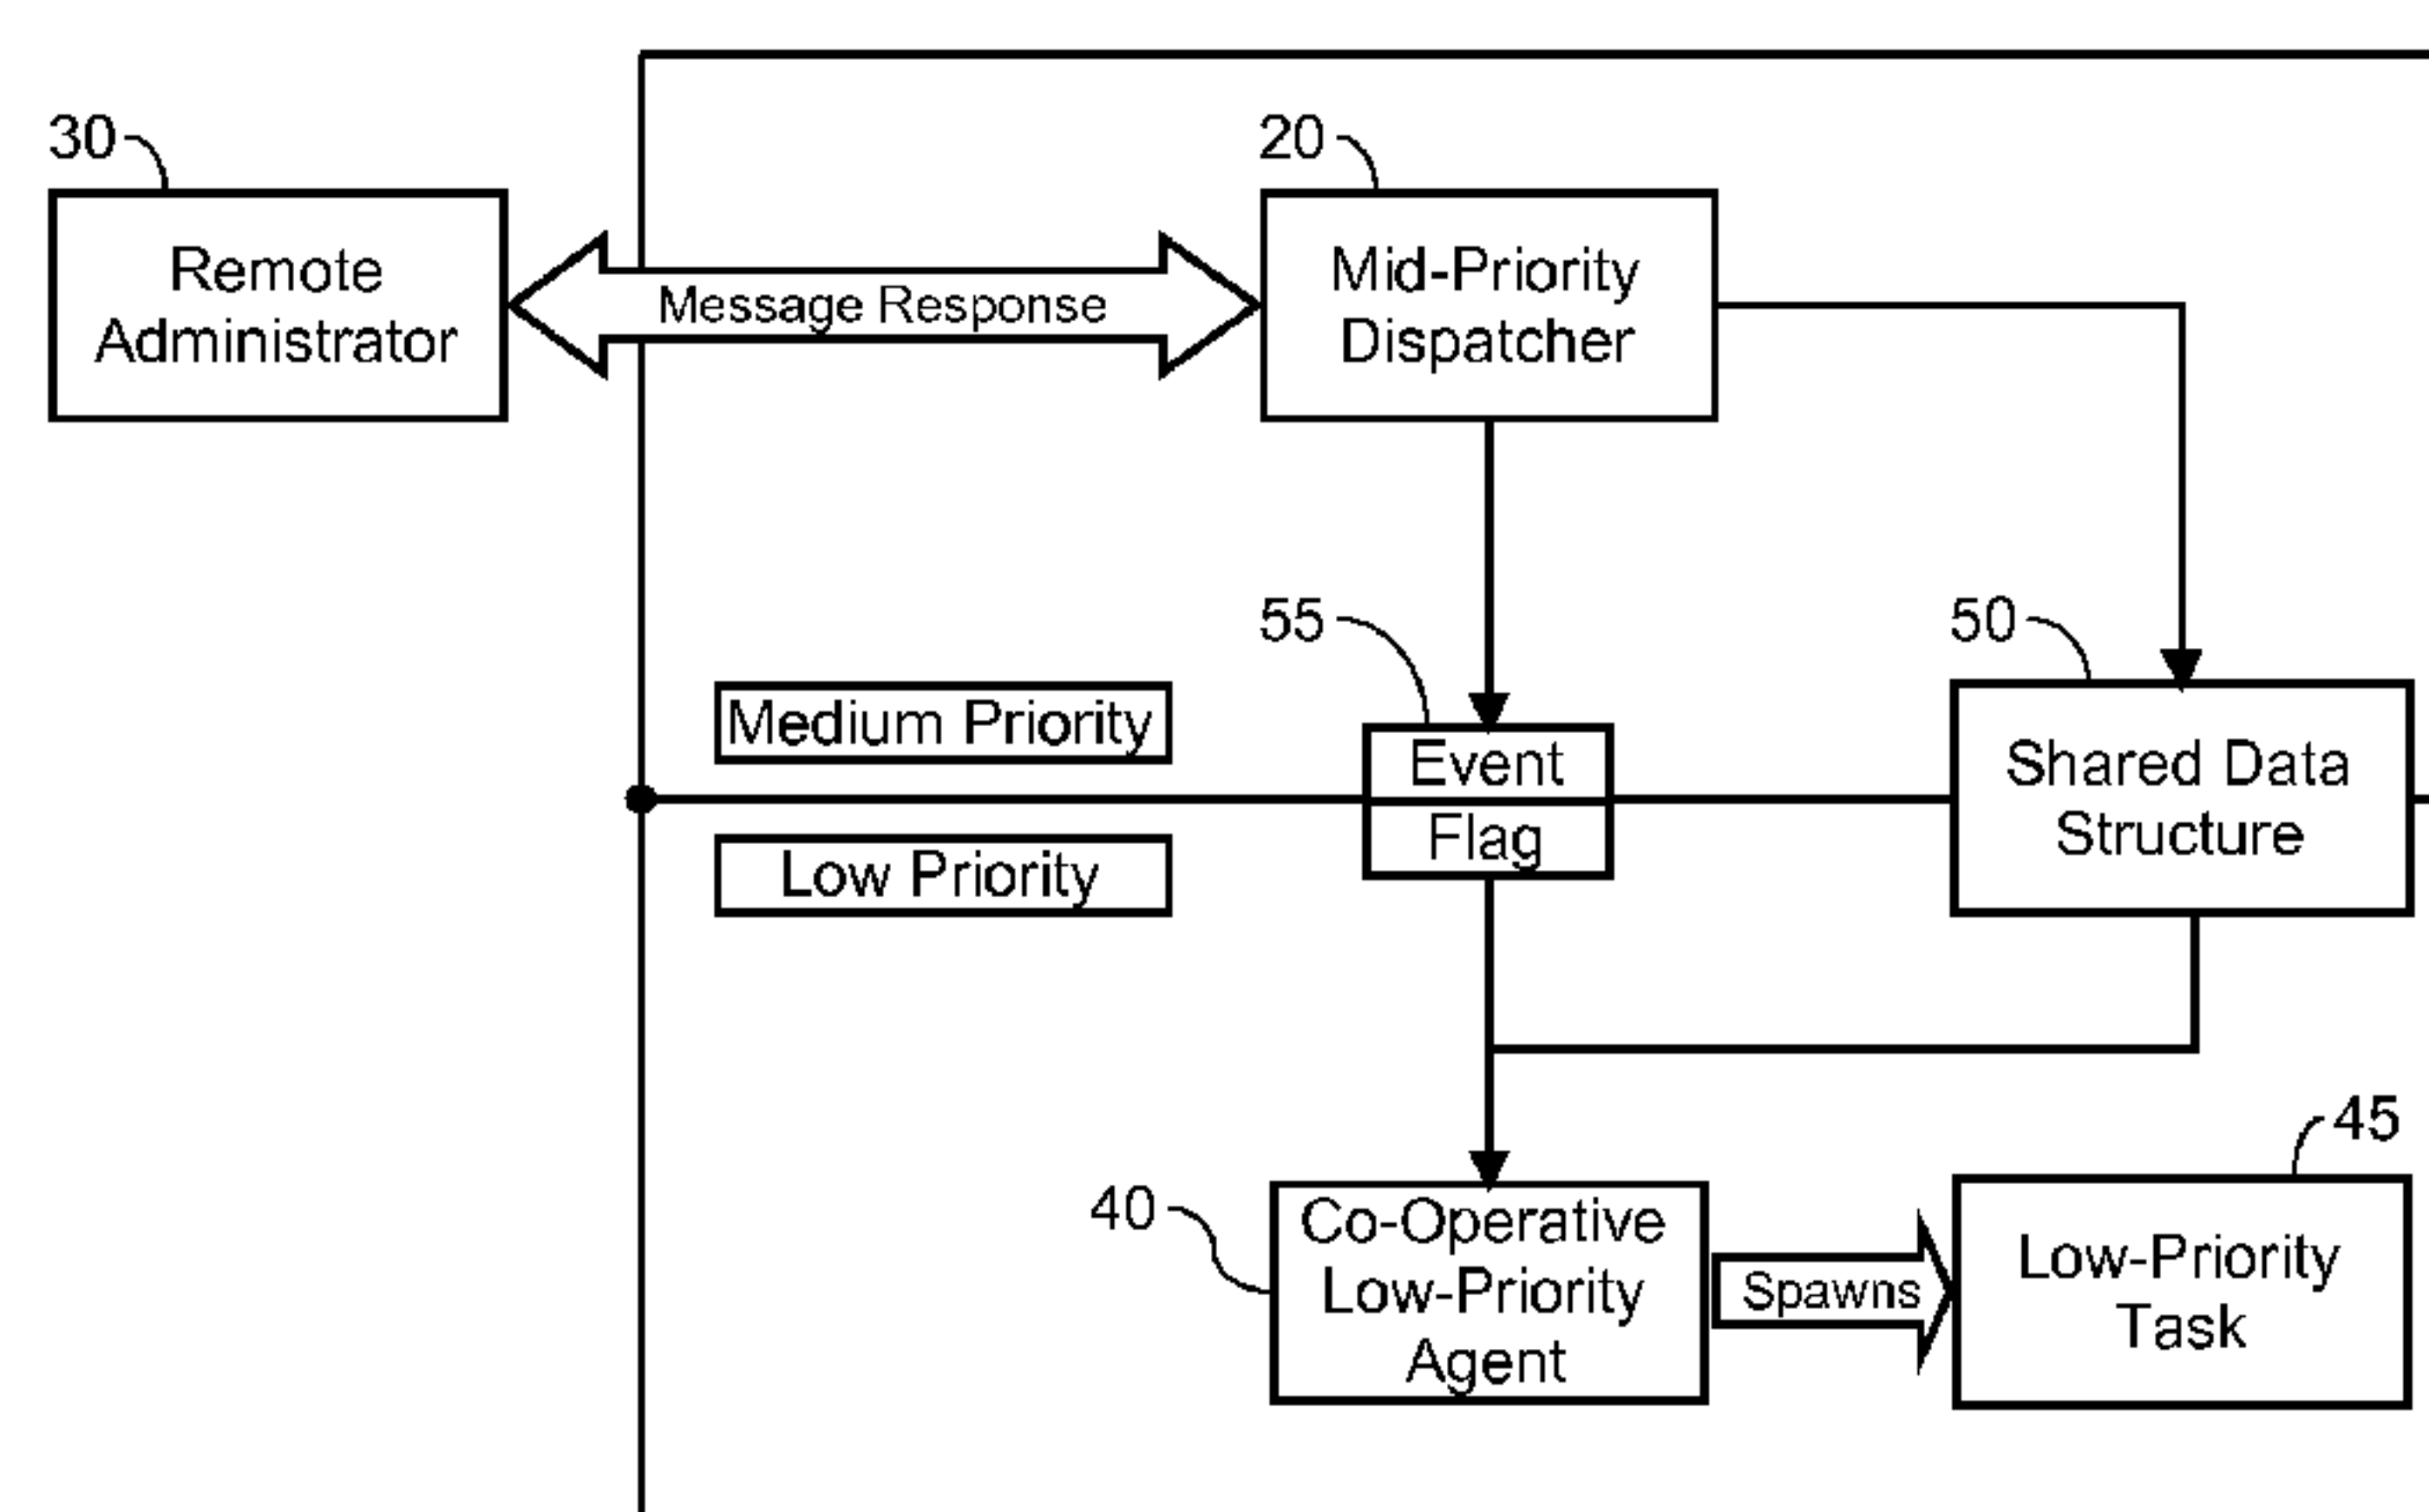 30
20
Remote
Administrator
Message Response
Mid-Priority
Dispatcher
55
50
Medium Priority
Event
Flag
Shared Data
Structure
Low Priority
45
40
Co-Operative
Low-Priority
Agent
Spawns
Low-Priority
Task